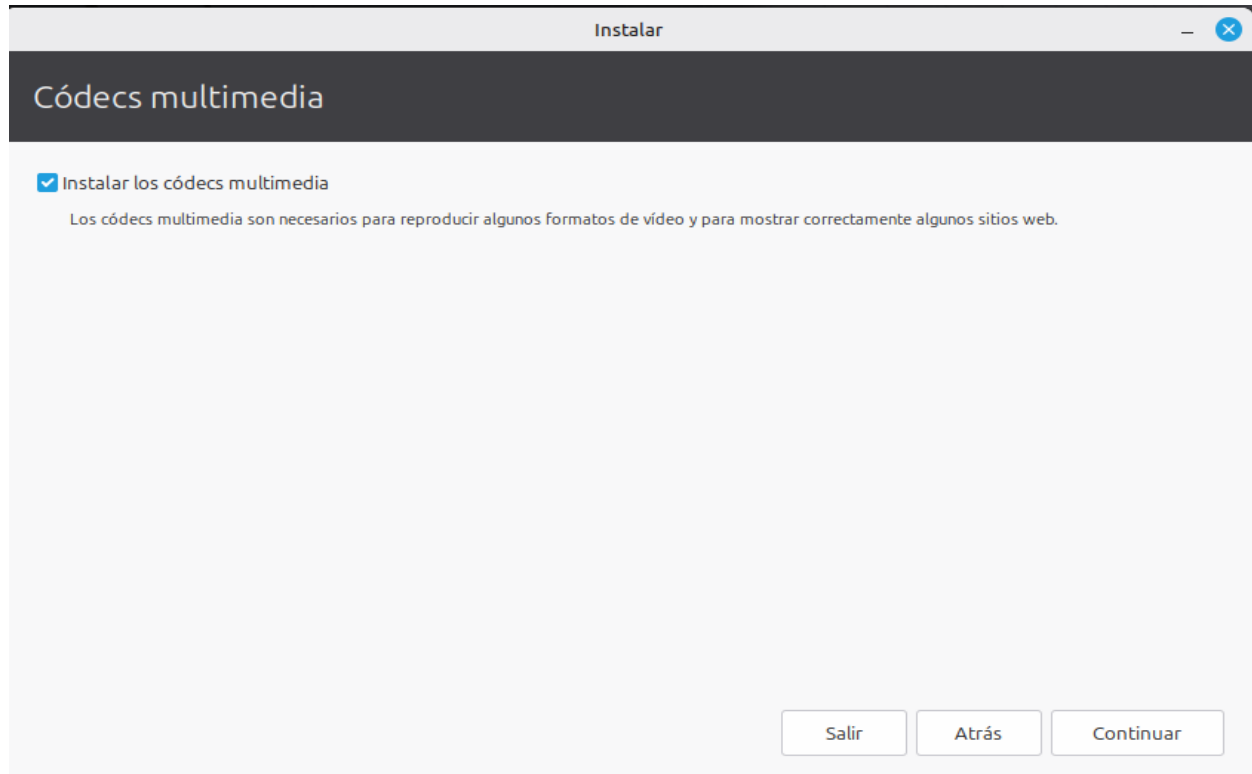 Instalar
Códecs multimedia
Instalar los códecs multimedia
Los códecs multimedia son necesarios para reproducir algunos formatos de vídeo y para mostrar correctamente algunos sitios web.
Salir Atrás Continuar